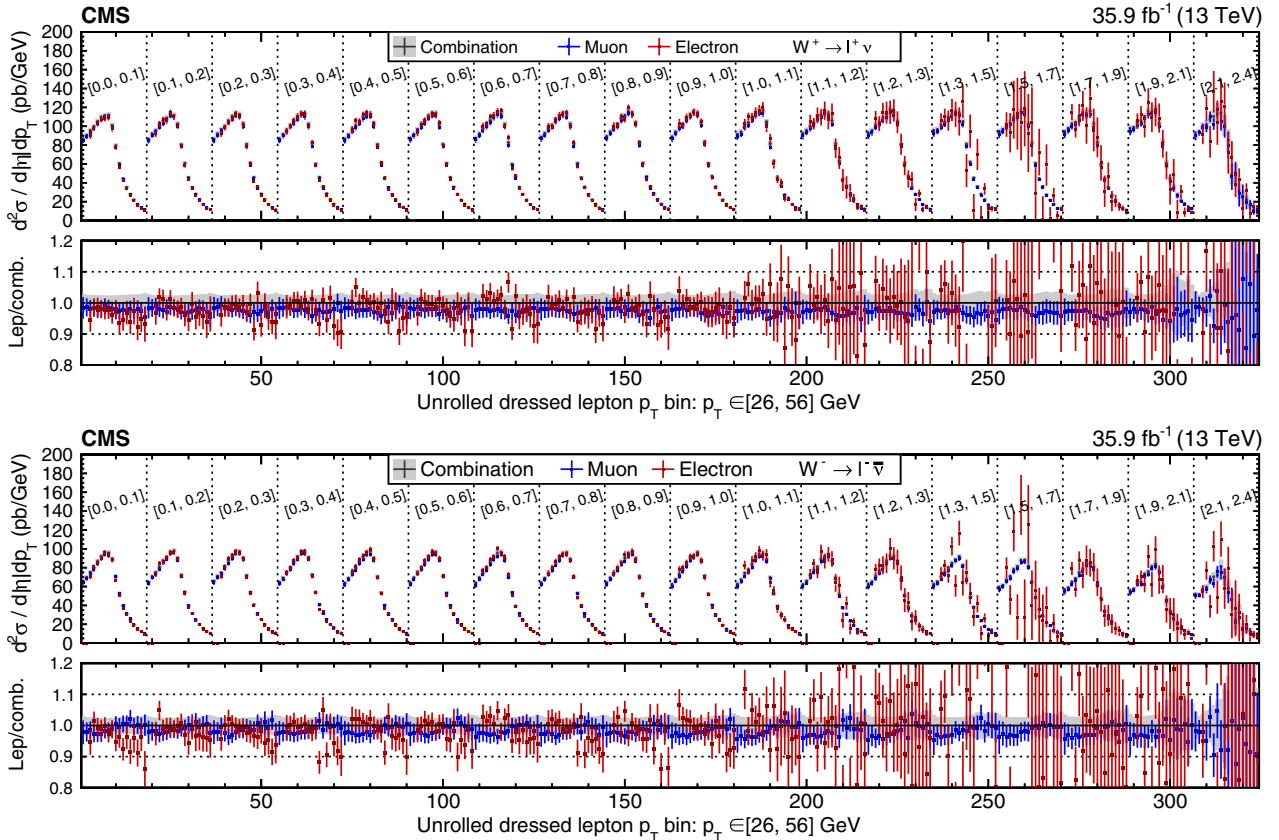 CMS
35.9 fb⁻¹ (13 TeV)
d²σ / d|η|dp_T (pb/GeV)
200
180
160
140
120
100
80
60
40
20
0
Combination Muon Electron W⁺ → l⁺ ν
[0.0, 0.1] [0.1, 0.2] [0.2, 0.3] [0.3, 0.4] [0.4, 0.5] [0.5, 0.6] [0.6, 0.7] [0.7, 0.8] [0.8, 0.9] [0.9, 1.0] [1.0, 1.1] [1.1, 1.2] [1.2, 1.3] [1.3, 1.5] [1.5, 1.7] [1.7, 1.9] [1.9, 2.1] [2.1, 2.4]
Lep/comb.
1.2
1.1
1.0
0.9
0.8
50 100 150 200 250 300
Unrolled dressed lepton p_T bin: p_T ∈[26, 56] GeV
CMS
35.9 fb⁻¹ (13 TeV)
d²σ / d|η|dp_T (pb/GeV)
200
180
160
140
120
100
80
60
40
20
0
Combination Muon Electron W⁻ → l⁻ ν̅
[0.0, 0.1] [0.1, 0.2] [0.2, 0.3] [0.3, 0.4] [0.4, 0.5] [0.5, 0.6] [0.6, 0.7] [0.7, 0.8] [0.8, 0.9] [0.9, 1.0] [1.0, 1.1] [1.1, 1.2] [1.2, 1.3] [1.3, 1.5] [1.5, 1.7] [1.7, 1.9] [1.9, 2.1] [2.1, 2.4]
Lep/comb.
1.2
1.1
1.0
0.9
0.8
50 100 150 200 250 300
Unrolled dressed lepton p_T bin: p_T ∈[26, 56] GeV